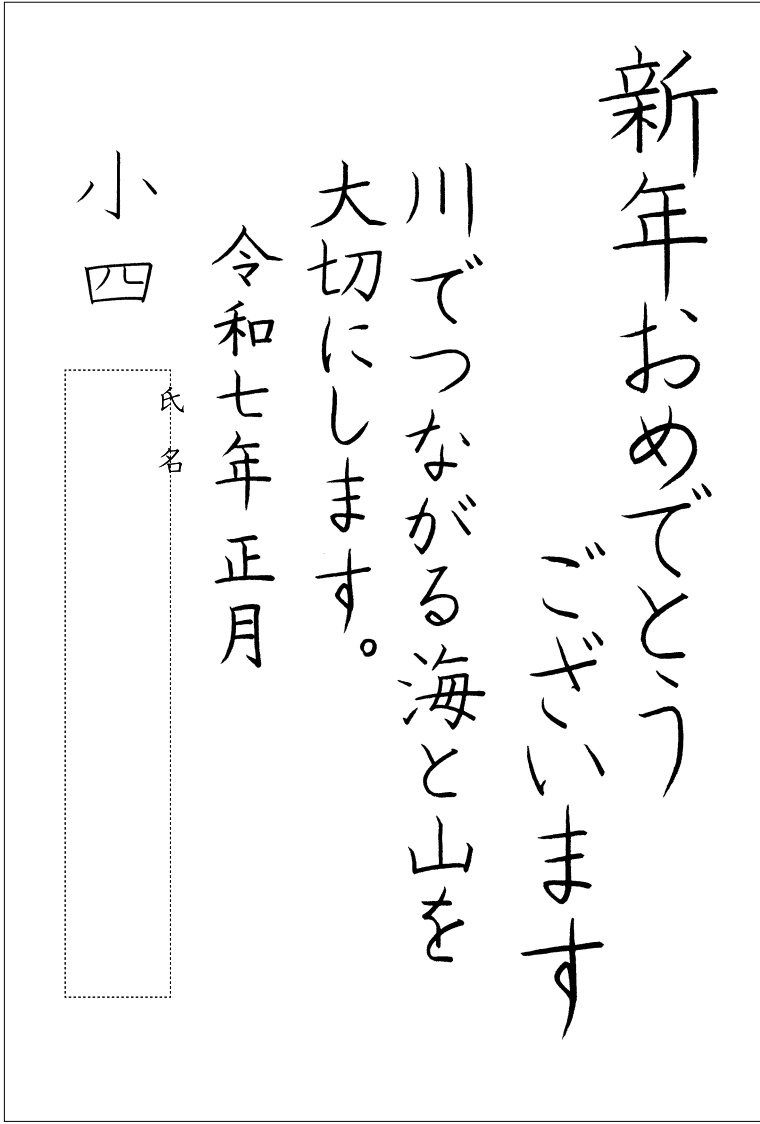 新年おめでとう
ございます
川でつながる海と山を
大切にします。
令和七年 正月
小四
氏名